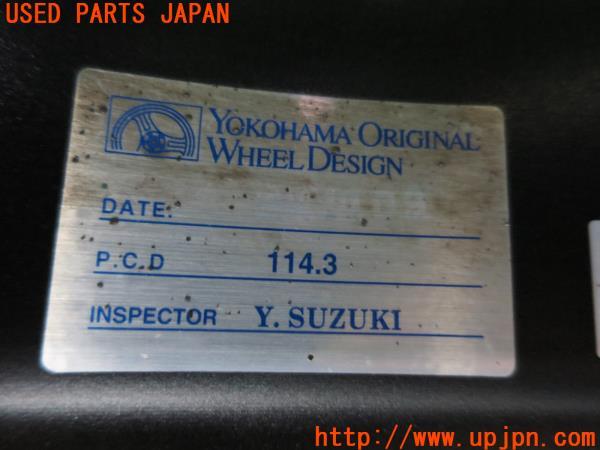 USED PARTS JAPAN
YOKOHAMA ORIGINAL
WHEEL DESIGN
DATE:
P.C.D 114.3
INSPECTOR Y. SUZUKI
http://www.upjpn.com